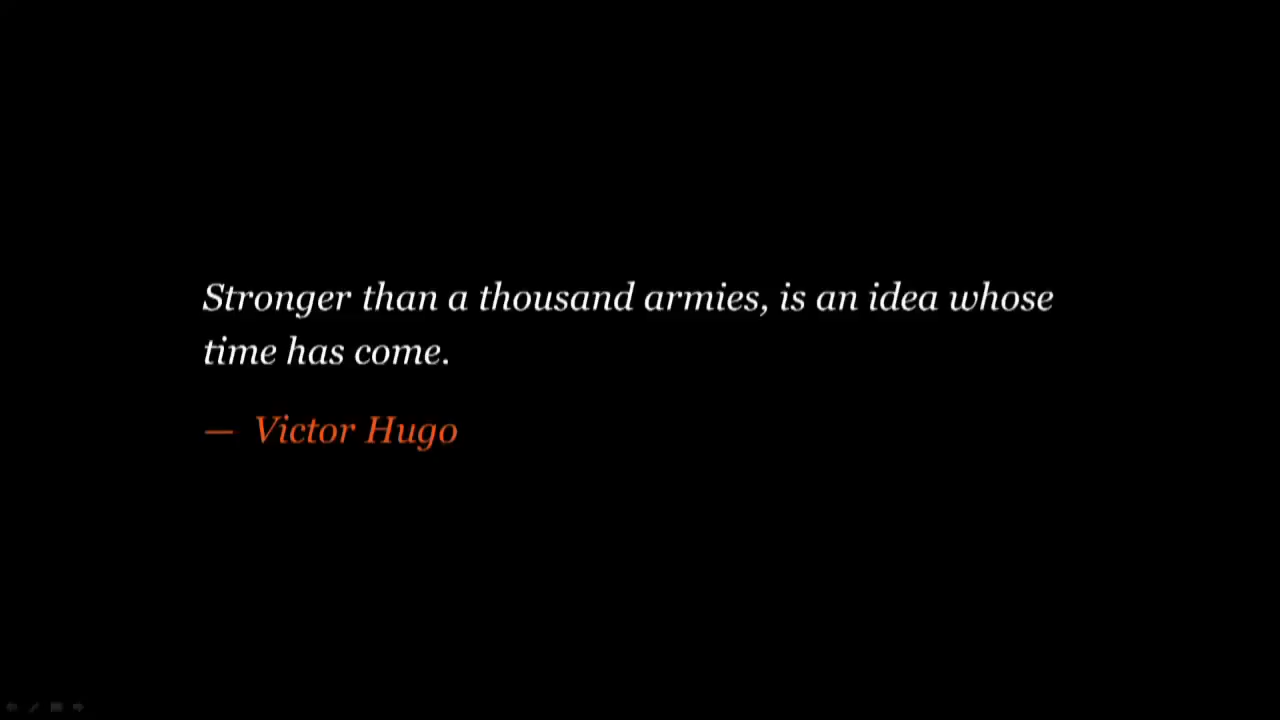 Stronger than a thousand armies, is an idea whose
time has come.
— Victor Hugo